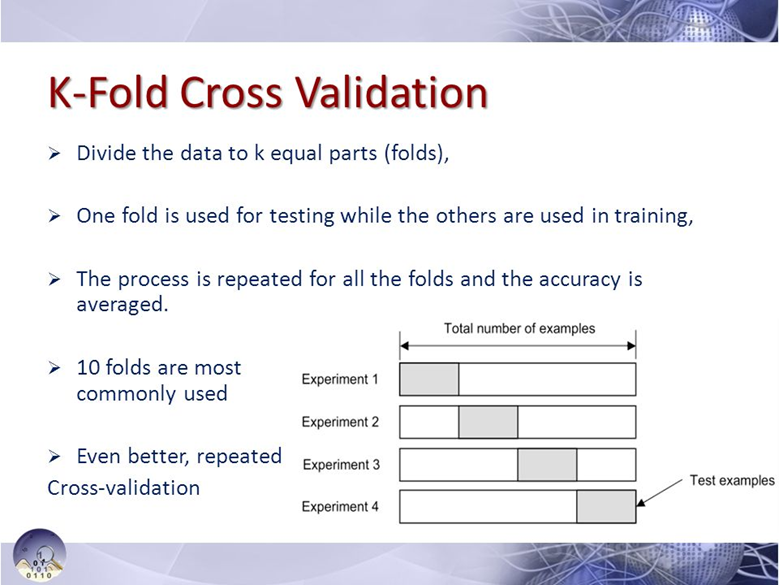 K-Fold Cross Validation
➢ Divide the data to k equal parts (folds),
➢ One fold is used for testing while the others are used in training,
➢ The process is repeated for all the folds and the accuracy is
averaged.
➢ 10 folds are most
commonly used
➢ Even better, repeated
Cross-validation
Total number of examples
Experiment 1
Experiment 2
Experiment 3
Experiment 4
Test examples
1
0 1
1 0 1
0 1 1 0